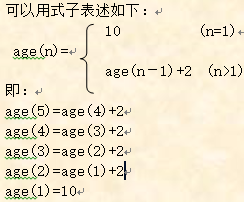 可以用式子表述如下：
10 (n=1)
age(n)=
age(n－1)+2 (n>1)
即：
age(5)=age(4)+2
age(4)=age(3)+2
age(3)=age(2)+2
age(2)=age(1)+2
age(1)=10